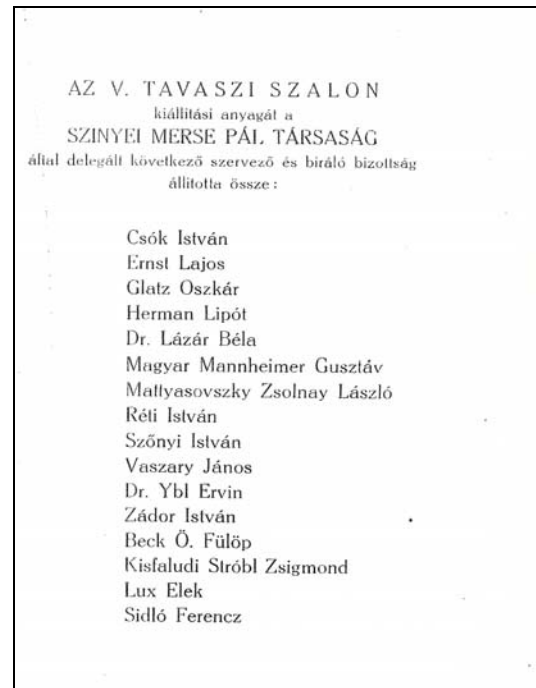 AZ V. TAVASZI SZALON
kiállitási anyagát a
SZINYEI MERSE PÁL TÁRSASÁG
által delegált következő szervező és biráló bizottság
állitotta össze :
Csók István
Ernst Lajos
Glatz Oszkár
Herman Lipót
Dr. Lázár Béla
Magyar Mannheimer Gusztáv
Mattyasovszky Zsolnay László
Réti István
Szőnyi István
Vaszary János
Dr. Ybl Ervin
Zádor István
Beck Ö. Fülöp
Kisfaludi Stróbl Zsigmond
Lux Elek
Sidló Ferencz